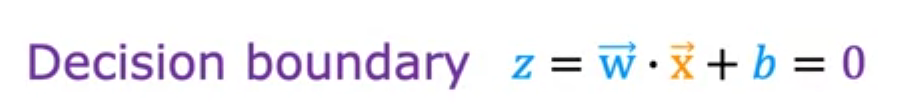 Decision boundary z = w⃗ · x⃗ + b = 0